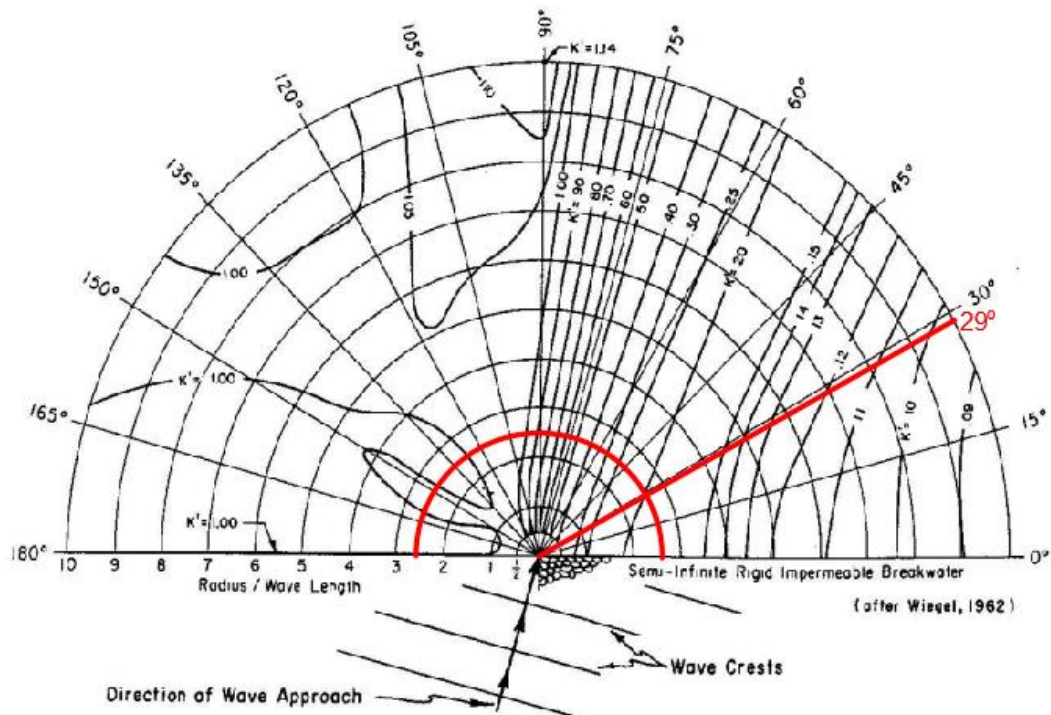 90°
K'=1.14
105°
75°
1.10
120°
60°
135°
45°
1.00
150°
30°
29°
165°
15°
1.00
K'=.90
.80
.70
.60
.50
.40
.30
.25
K'=.20
.15
.14
.13
.12
.11
K'=.10
.09
1.00
K'=1.00
K'=1.00
180°
0°
10 9 8 7 6 5 4 3 2 1 1/2
Radius / Wave Length
Semi-Infinite Rigid Impermeable Breakwater
(after Wiegel, 1962)
Wave Crests
Direction of Wave Approach